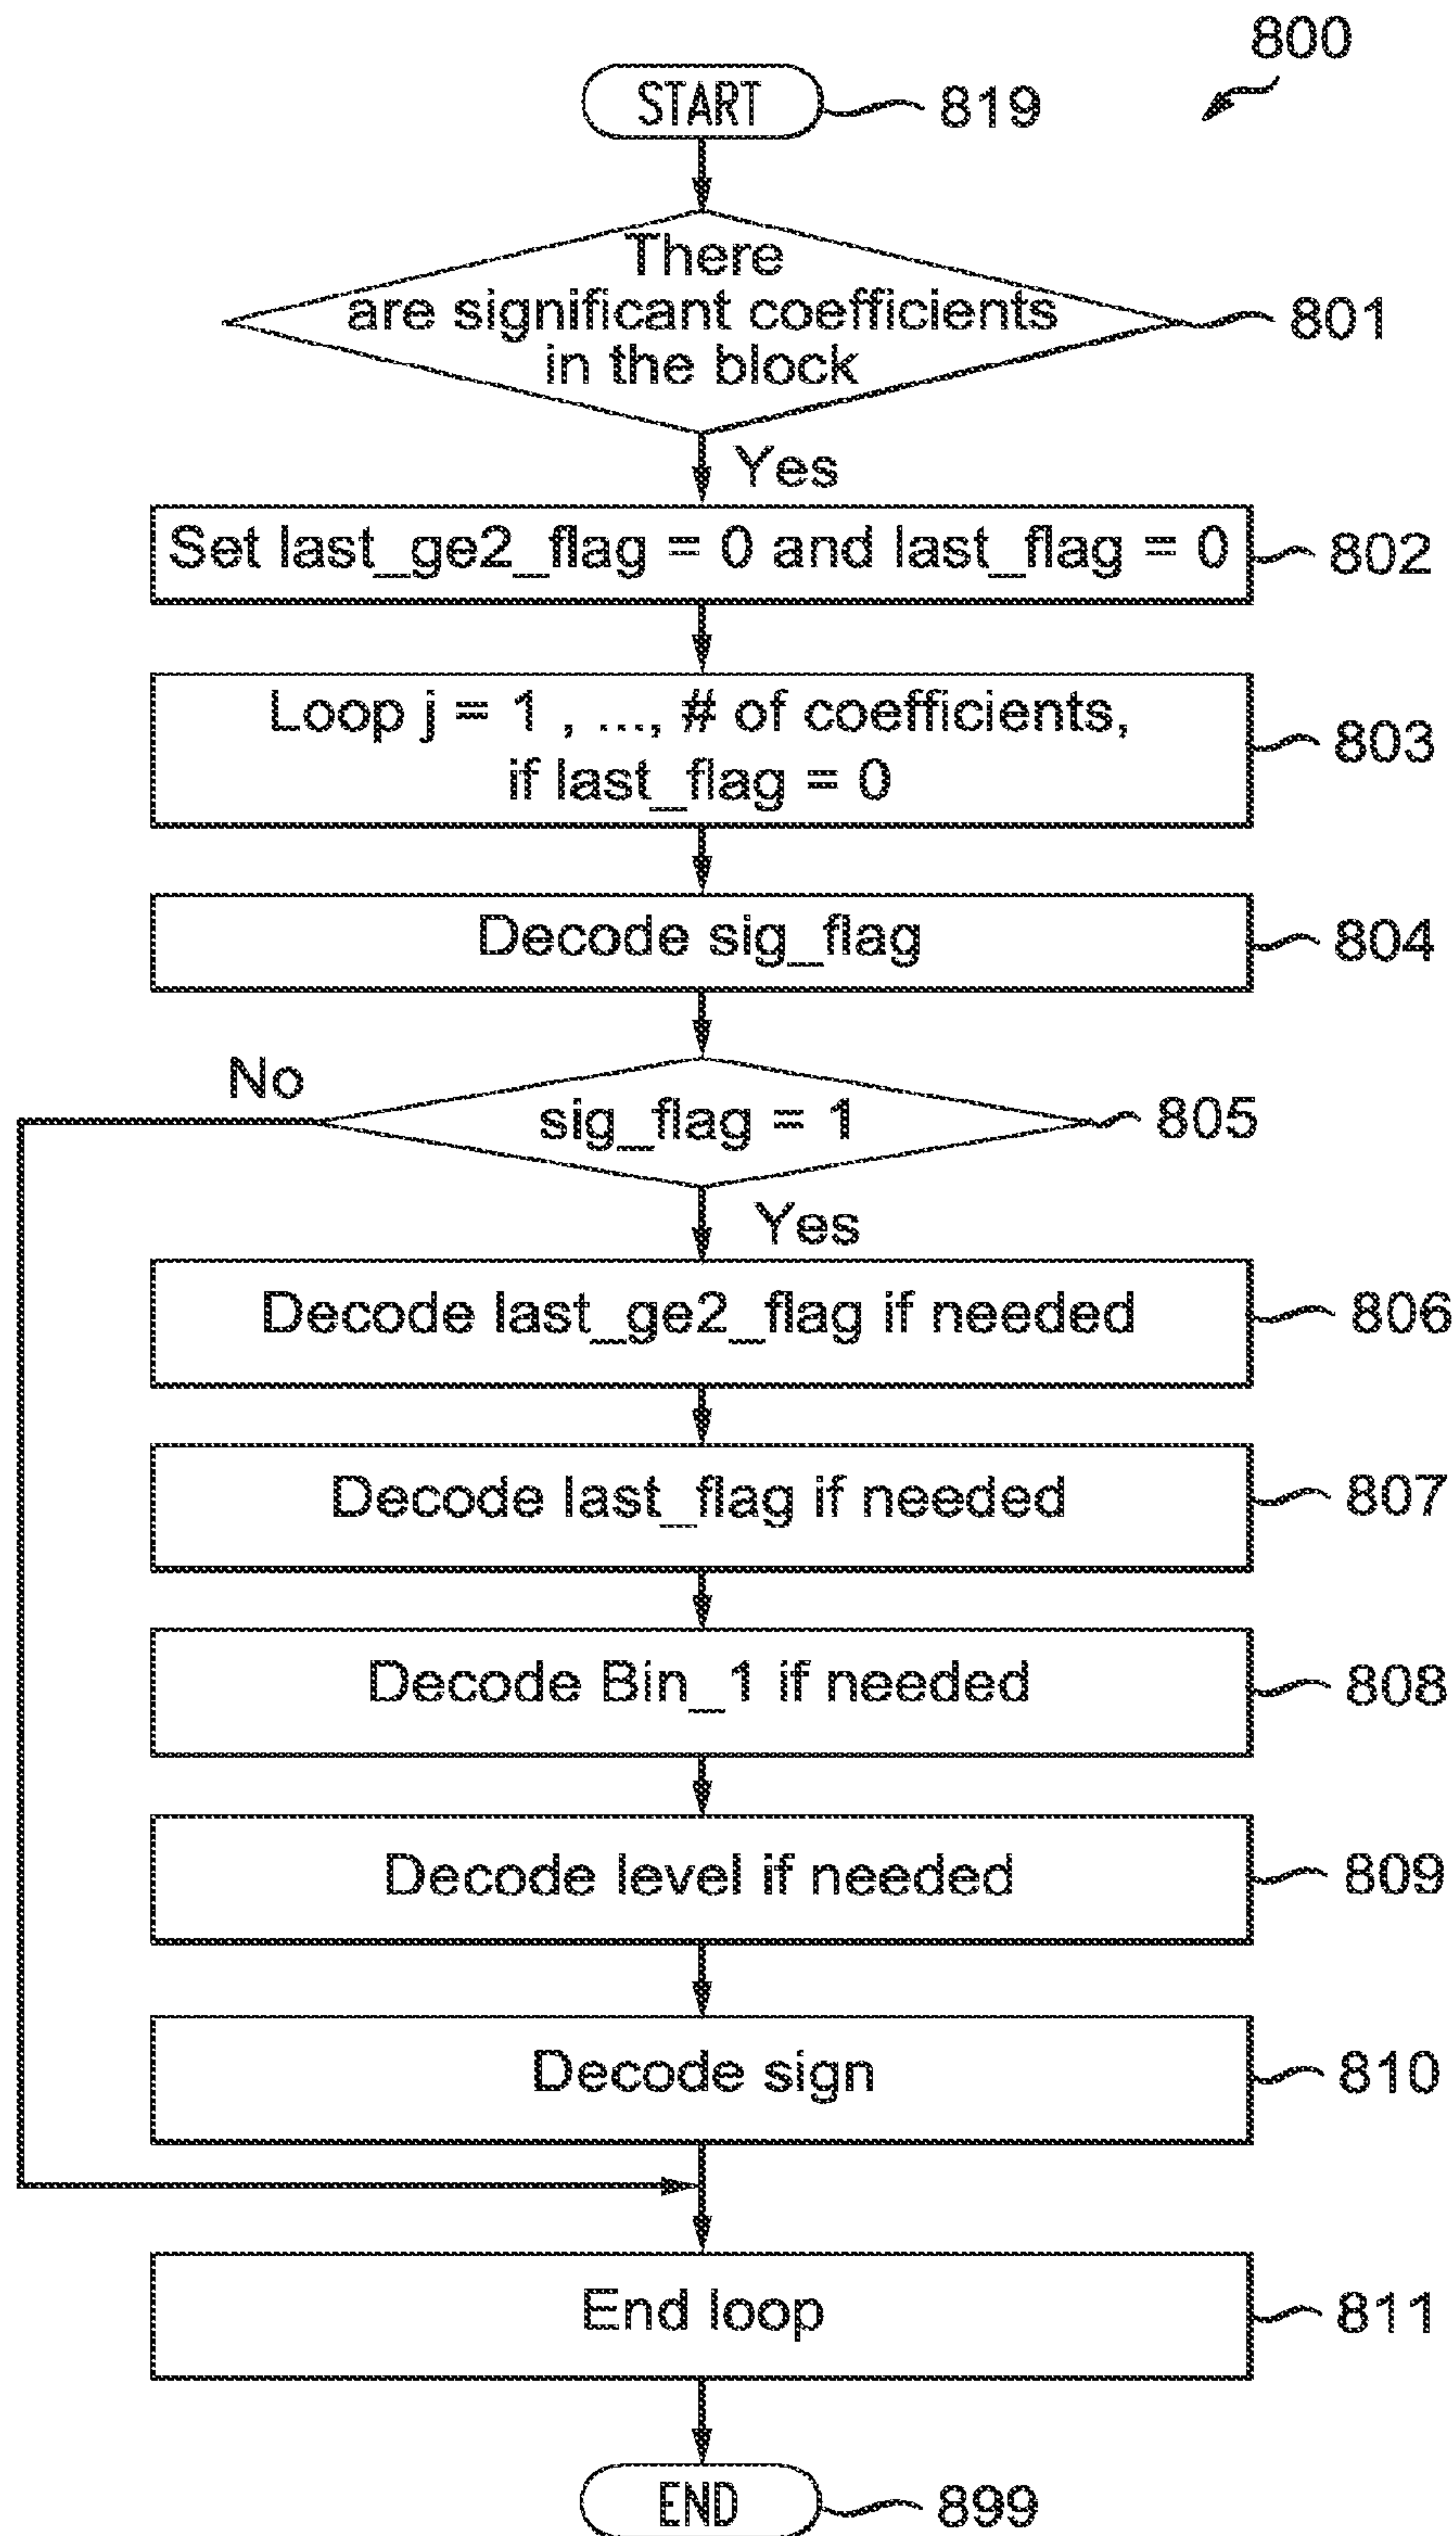 800
START
819
There
are significant coefficients
in the block
801
Yes
Set last_ge2_flag = 0 and last_flag = 0
802
Loop j = 1 , ..., # of coefficients,
if last_flag = 0
803
Decode sig_flag
804
No
sig_flag = 1
805
Yes
Decode last_ge2_flag if needed
806
Decode last_flag if needed
807
Decode Bin_1 if needed
808
Decode level if needed
809
Decode sign
810
End loop
811
END
899